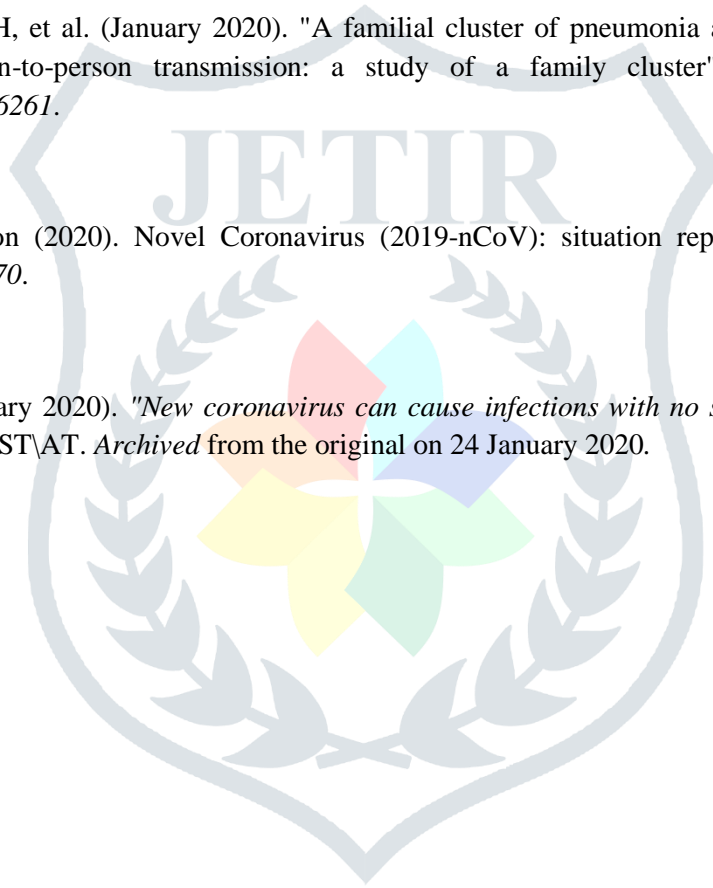 H, et al. (January 2020). "A familial cluster of pneumonia a
n-to-person transmission: a study of a family cluster"
6261.
JETIR
on (2020). Novel Coronavirus (2019-nCoV): situation rep
70.
ary 2020). "New coronavirus can cause infections with no s
ST\AT. Archived from the original on 24 January 2020.